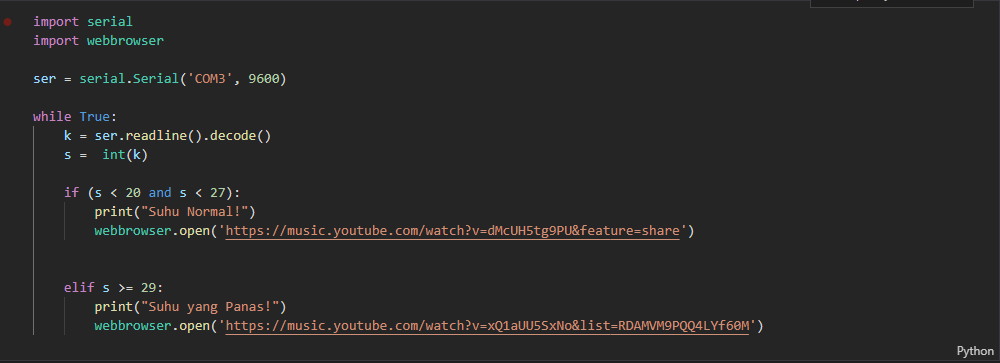 import serial
import webbrowser
ser = serial.Serial('COM3', 9600)
while True:
k = ser.readline().decode()
s =  int(k)
if (s < 20 and s < 27):
print("Suhu Normal!")
webbrowser.open('https://music.youtube.com/watch?v=dMcUH5tg9PU&feature=share')
elif s >= 29:
print("Suhu yang Panas!")
webbrowser.open('https://music.youtube.com/watch?v=xQ1aUU5SxNo&list=RDAMVM9PQQ4LYf60M')
Python